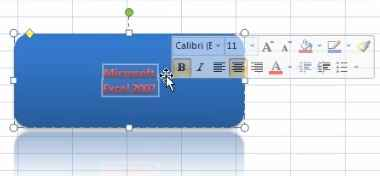 Calibri (E
11
A A
B I A
Microsoft
Excel 2007